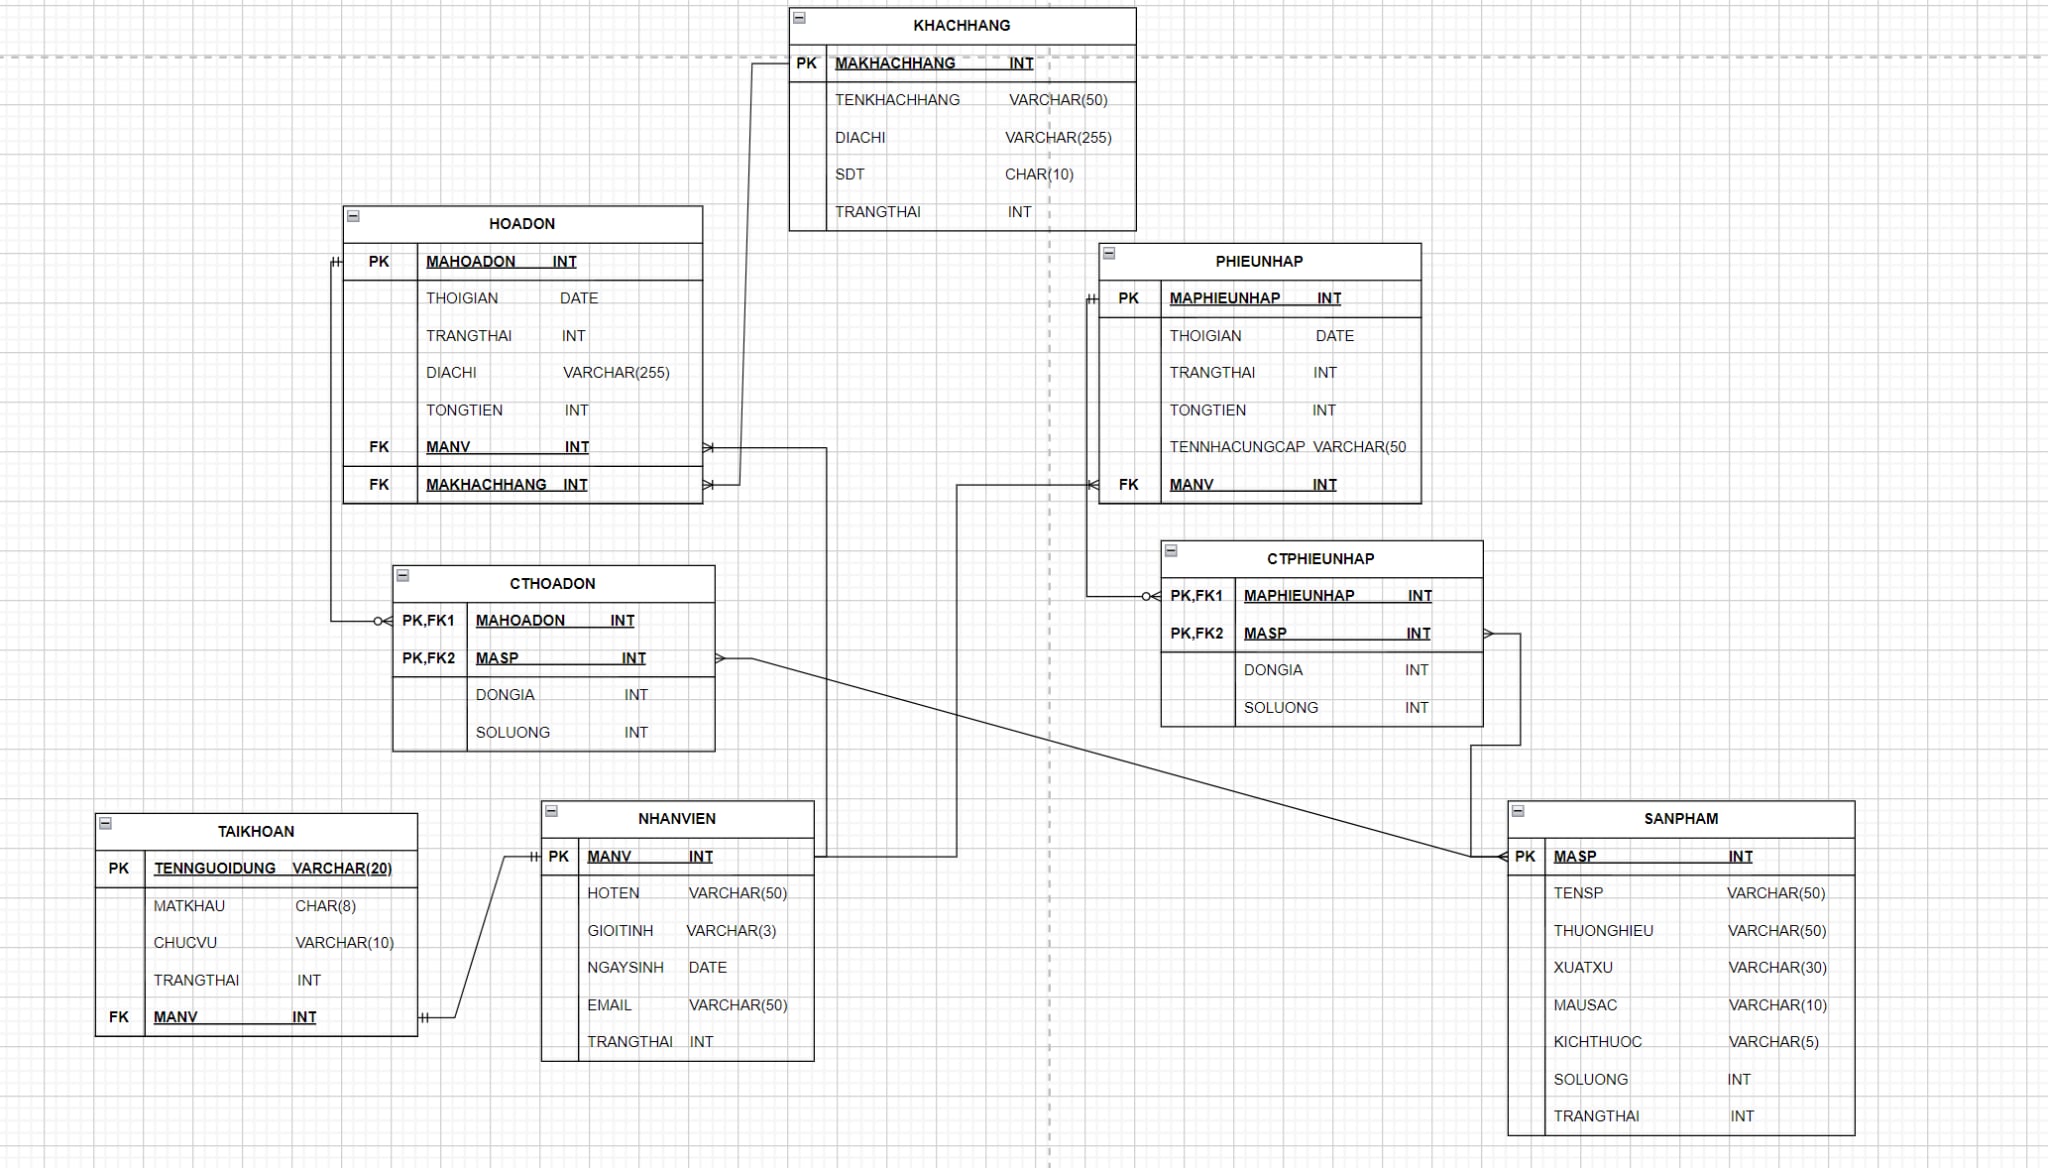 KHACHHANG
PK MAKHACHHANG INT
TENKHACHHANG VARCHAR(50)
DIACHI VARCHAR(255)
SDT CHAR(10)
TRANGTHAI INT
HOADON
PK MAHOADON INT
THOIGIAN DATE
TRANGTHAI INT
DIACHI VARCHAR(255)
TONGTIEN INT
FK MANV INT
FK MAKHACHHANG INT
PHIEUNHAP
PK MAPHIEUNHAP INT
THOIGIAN DATE
TRANGTHAI INT
TONGTIEN INT
TENNHACUNGCAP VARCHAR(50
FK MANV INT
CTHOADON
PK,FK1 MAHOADON INT
PK,FK2 MASP INT
DONGIA INT
SOLUONG INT
CTPHIEUNHAP
PK,FK1 MAPHIEUNHAP INT
PK,FK2 MASP INT
DONGIA INT
SOLUONG INT
TAIKHOAN
PK TENNGUOIDUNG VARCHAR(20)
MATKHAU CHAR(8)
CHUCVU VARCHAR(10)
TRANGTHAI INT
FK MANV INT
NHANVIEN
PK MANV INT
HOTEN VARCHAR(50)
GIOITINH VARCHAR(3)
NGAYSINH DATE
EMAIL VARCHAR(50)
TRANGTHAI INT
SANPHAM
PK MASP INT
TENSP VARCHAR(50)
THUONGHIEU VARCHAR(50)
XUATXU VARCHAR(30)
MAUSAC VARCHAR(10)
KICHTHUOC VARCHAR(5)
SOLUONG INT
TRANGTHAI INT